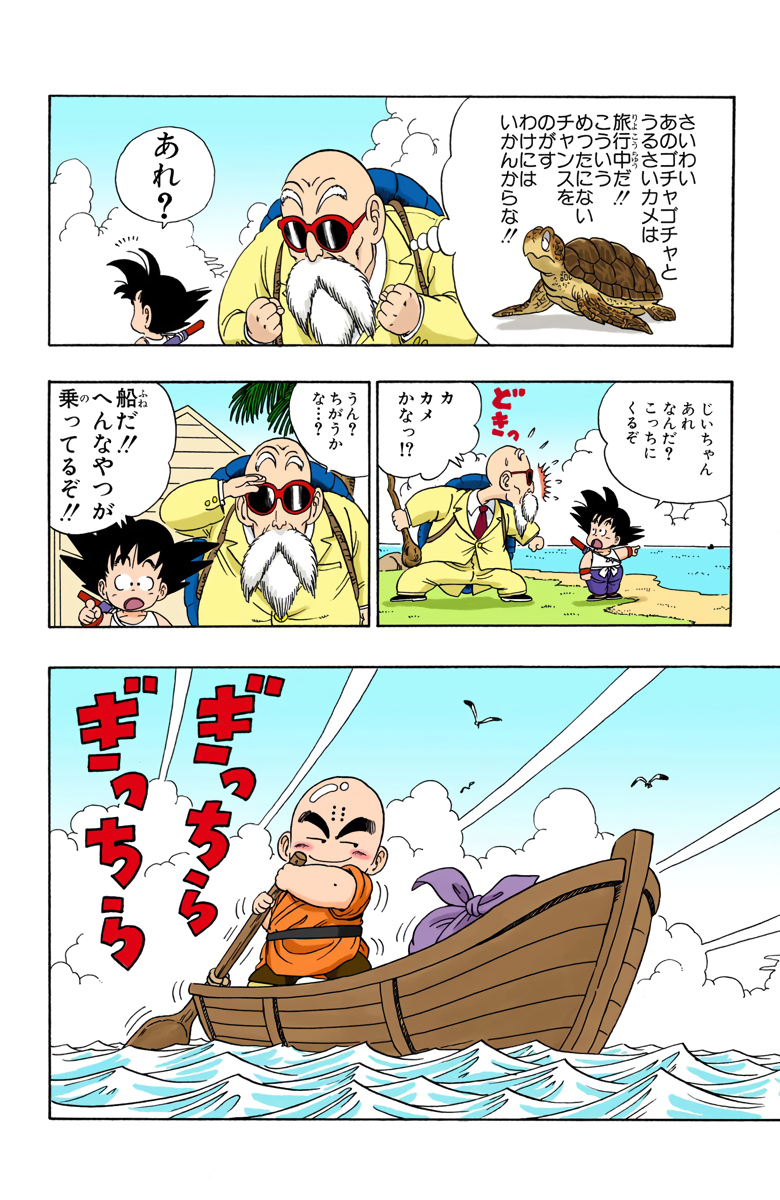 さいわい
あのゴチャゴチャと
うるさいカメは
旅行中だ!!
こういう
めったにない
チャンスを
のがす
わけには
いかんからな!!
あれ？
じいちゃん
あれ
なんだ？
こっちに
くるぞ
どきっ
カ
カメ
かなっ!?
うん？
ちがうか
な…？
船だ!!
へんなやつが
乗ってるぞ!!
ぎっちら
ぎっちら